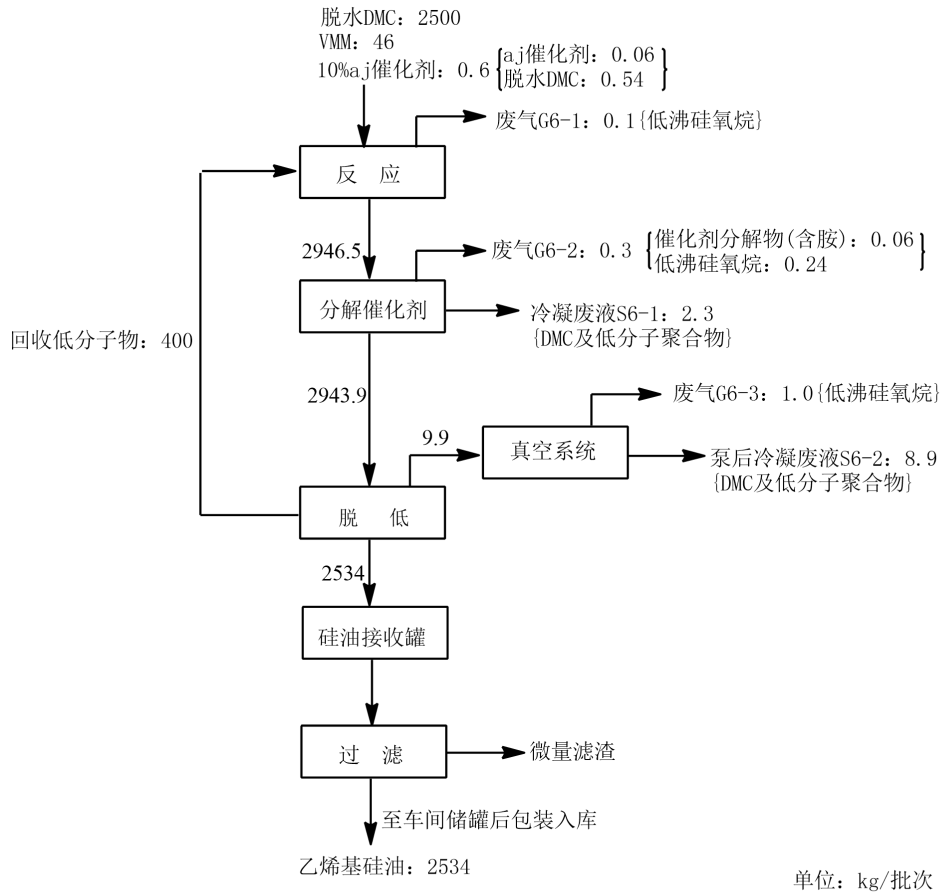 脱水DMC：2500
VMM：46
10%aj催化剂：0.6
aj催化剂：0.06
脱水DMC：0.54
废气G6-1：0.1{低沸硅氧烷}
反 应
2946.5
废气G6-2：0.3
催化剂分解物(含胺)：0.06
低沸硅氧烷：0.24
分解催化剂
冷凝废液S6-1：2.3
{DMC及低分子聚合物}
回收低分子物：400
2943.9
废气G6-3：1.0{低沸硅氧烷}
9.9
真空系统
泵后冷凝废液S6-2：8.9
{DMC及低分子聚合物}
脱 低
2534
硅油接收罐
过 滤
微量滤渣
至车间储罐后包装入库
乙烯基硅油：2534
单位：kg/批次